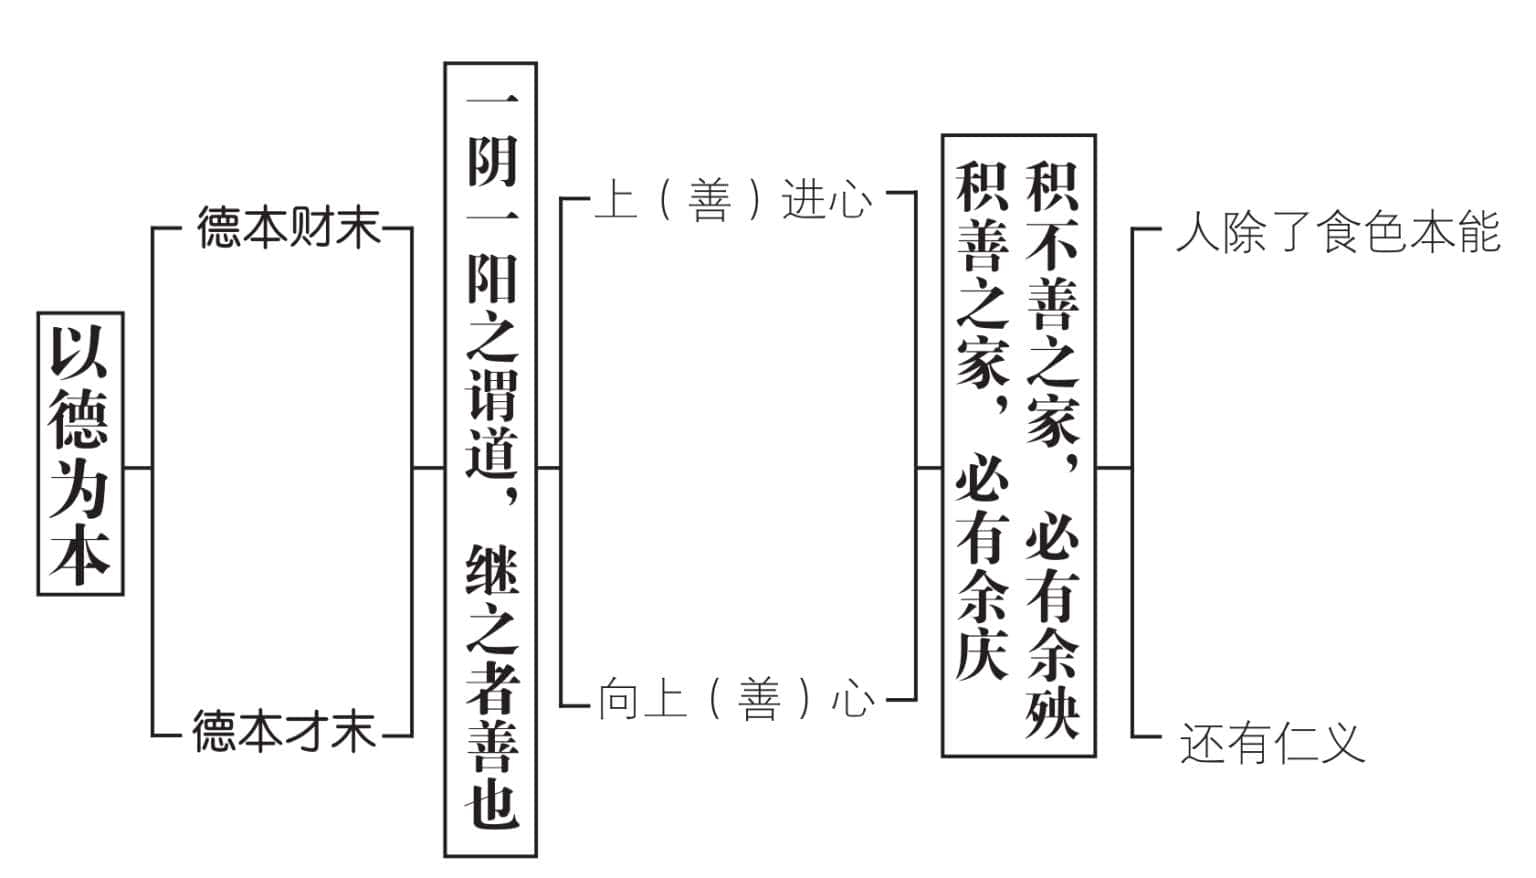 以德为本
德本财末
德本才末
一阴一阳之谓道，继之者善也
上（善）进心
向上（善）心
积不善之家，必有余殃
积善之家，必有余庆
人除了食色本能
还有仁义